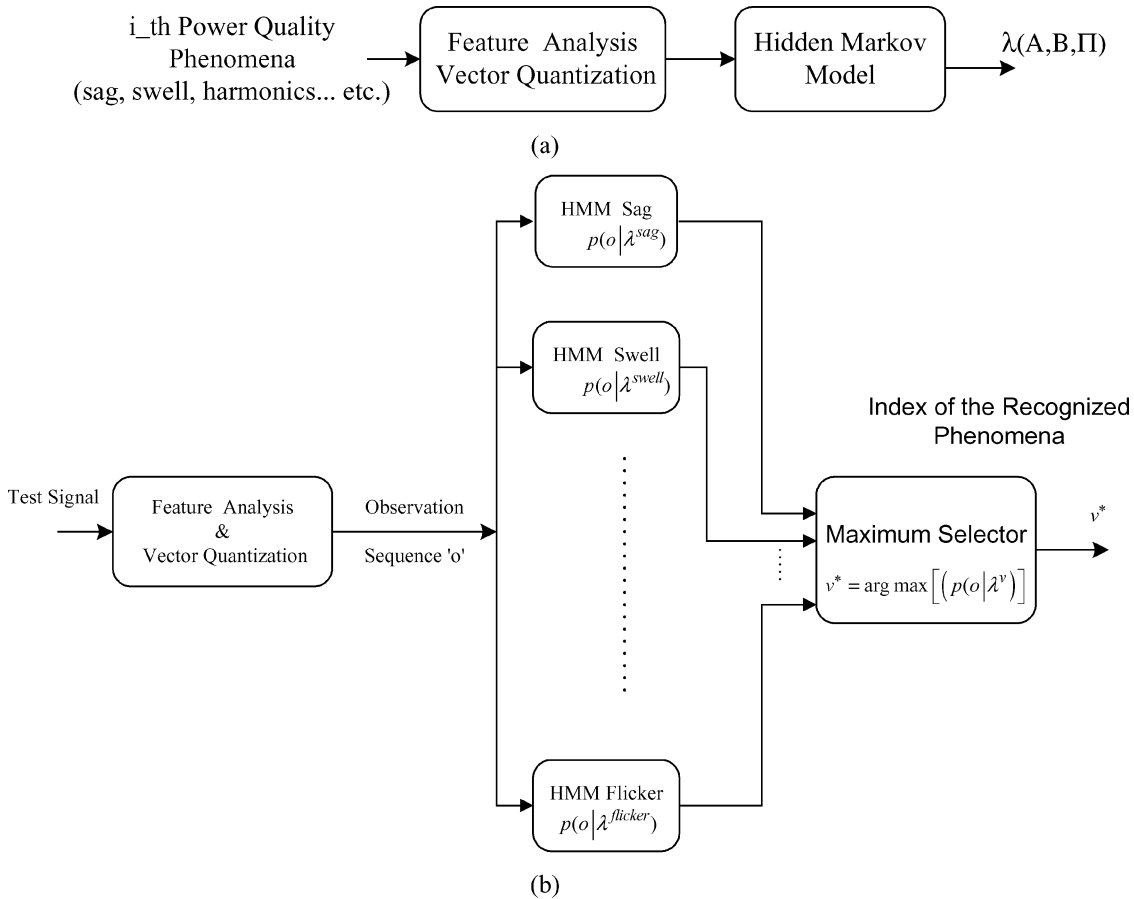 i_th Power Quality
Phenomena
(sag, swell, harmonics... etc.)
Feature Analysis
Vector Quantization
Hidden Markov
Model
λ(A,B,Π)
(a)
HMM Sag
p(o|λ^sag)
HMM Swell
p(o|λ^swell)
Index of the Recognized
Phenomena
Test Signal
Feature Analysis
&
Vector Quantization
Observation
Sequence 'o'
Maximum Selector
v* = arg max[(p(o|λ^v)]
v*
HMM Flicker
p(o|λ^flicker)
(b)